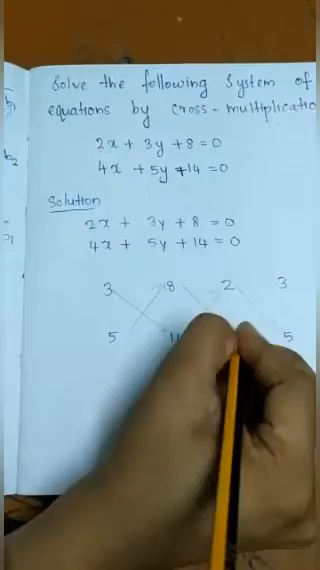 Solve the following System of
equations by cross-multiplicatio
2x + 3y + 8 = 0
4x + 5y + 14 = 0
Solution
2x + 3y + 8 = 0
4x + 5y + 14 = 0
3 8 2 3
5 5